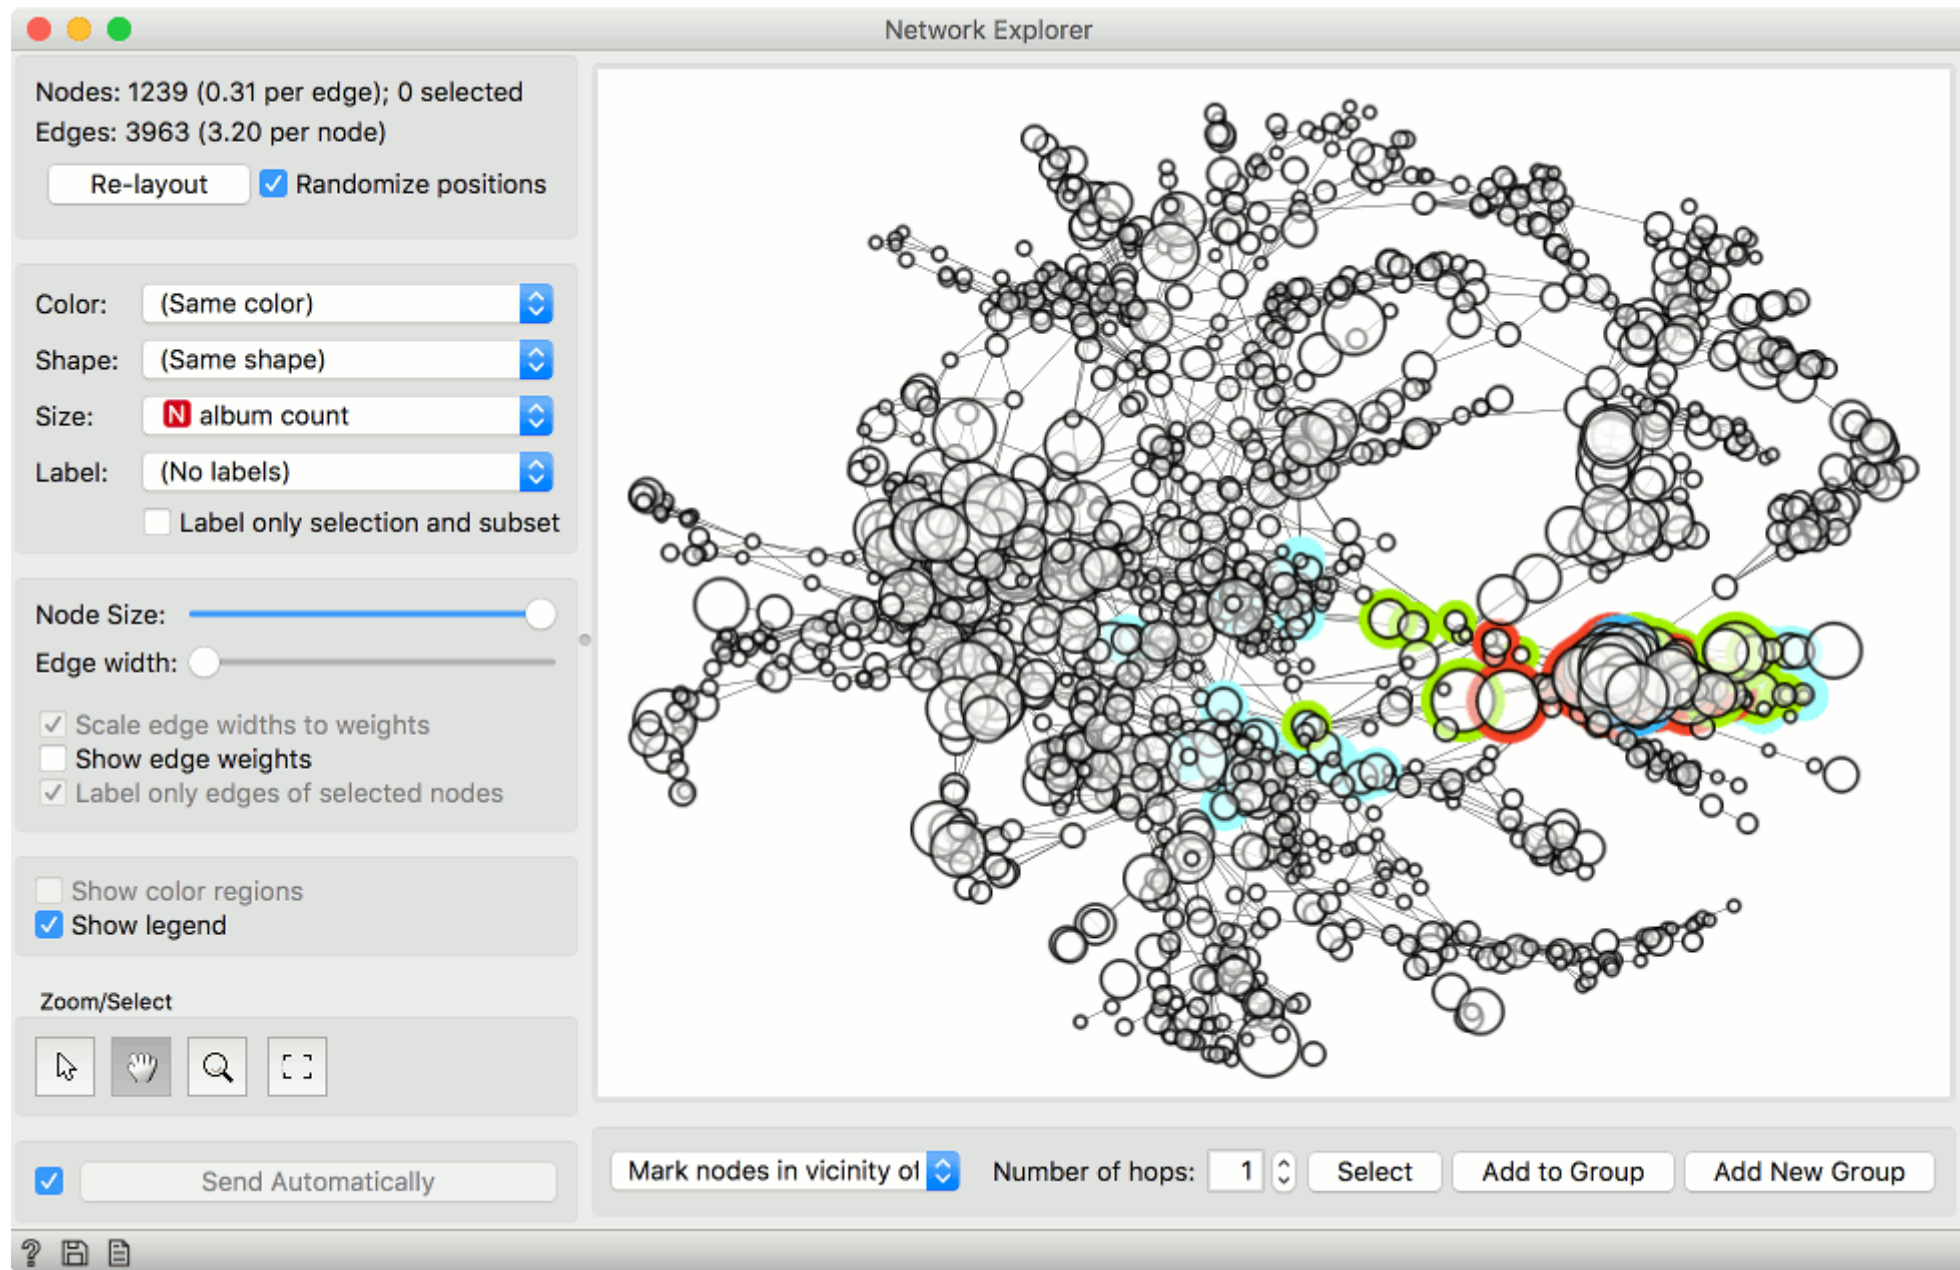 Network Explorer
Nodes: 1239 (0.31 per edge); 0 selected
Edges: 3963 (3.20 per node)
Re-layout
Randomize positions
Color: (Same color)
Shape: (Same shape)
Size: N album count
Label: (No labels)
Label only selection and subset
Node Size:
Edge width:
Scale edge widths to weights
Show edge weights
Label only edges of selected nodes
Show color regions
Show legend
Zoom/Select
Send Automatically
Mark nodes in vicinity of
Number of hops: 1
Select
Add to Group
Add New Group